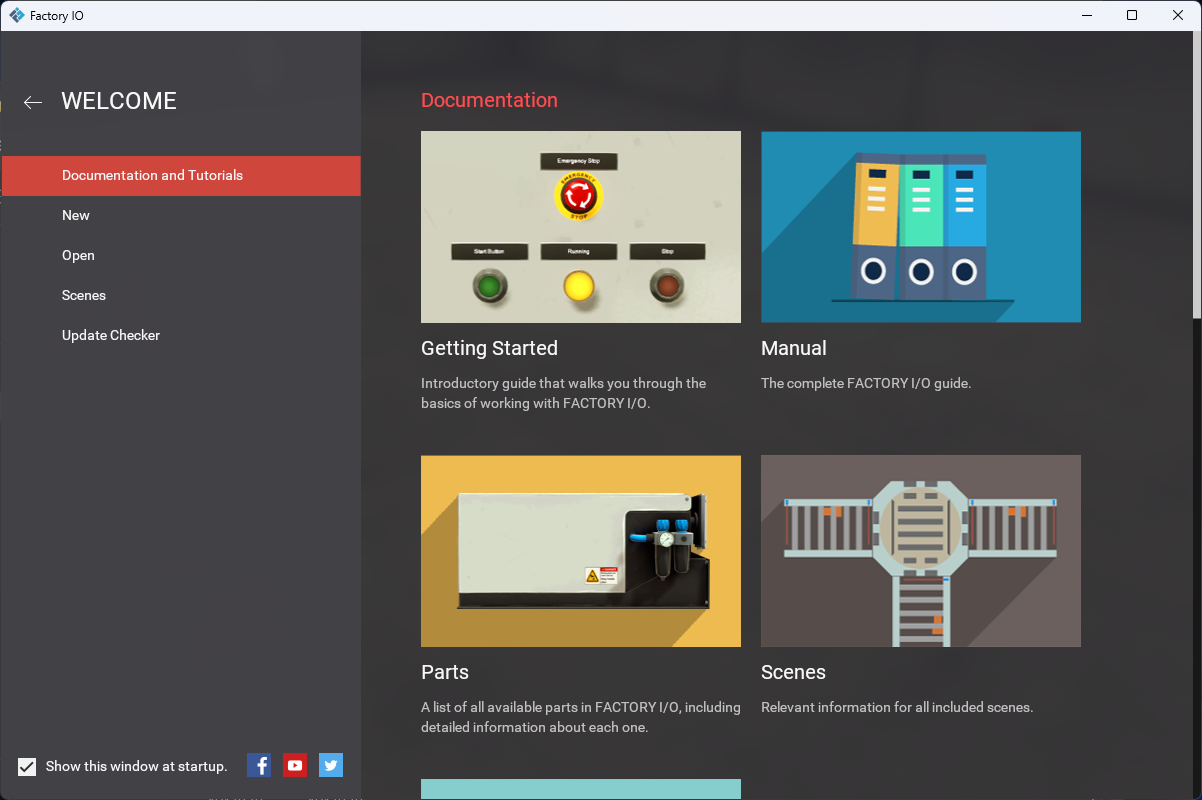 Factory IO
WELCOME
Documentation and Tutorials
New
Open
Scenes
Update Checker
Show this window at startup.
Documentation
Emergency Stop
EMERGENCY
STOP
Start Button
Running
Stop
Getting Started
Introductory guide that walks you through the
basics of working with FACTORY I/O.
Manual
The complete FACTORY I/O guide.
Parts
A list of all available parts in FACTORY I/O, including
detailed information about each one.
Scenes
Relevant information for all included scenes.